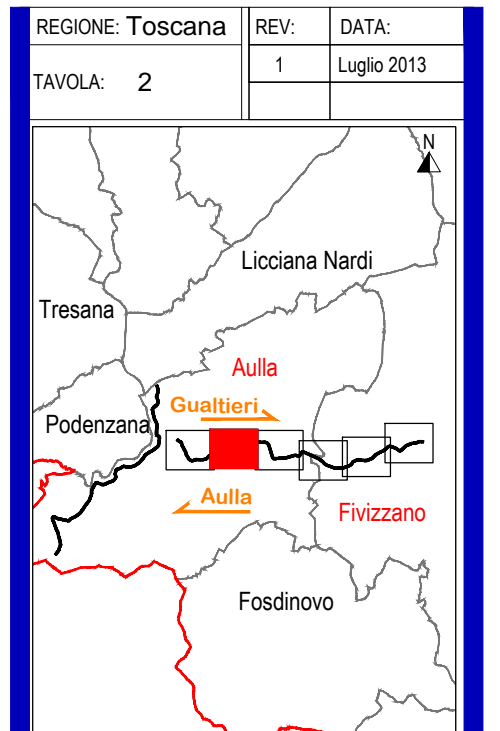 REGIONE: Toscana
REV:
DATA:
TAVOLA: 2
1
Luglio 2013
N
Licciana Nardi
Tresana
Aulla
Gualtieri
Podenzana
Aulla
Fivizzano
Fosdinovo